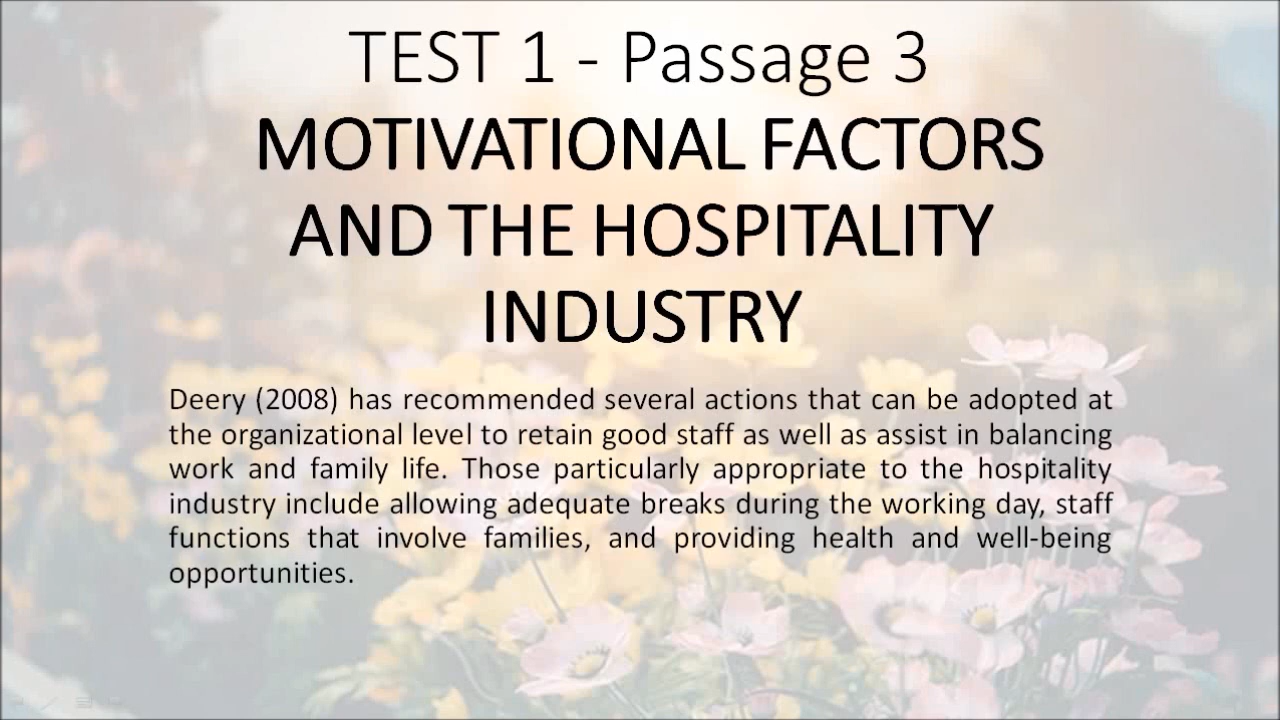 TEST 1 - Passage 3
MOTIVATIONAL FACTORS
AND THE HOSPITALITY
INDUSTRY
Deery (2008) has recommended several actions that can be adopted at
the organizational level to retain good staff as well as assist in balancing
work and family life. Those particularly appropriate to the hospitality
industry include allowing adequate breaks during the working day, staff
functions that involve families, and providing health and well-being
opportunities.